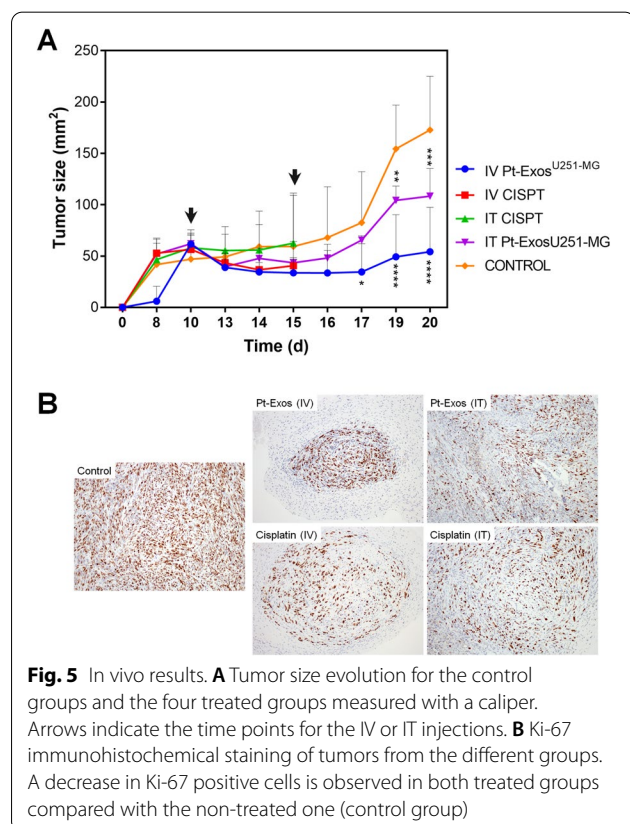 A
Tumor size (mm²)
250
200
150
100
50
0
** ***
* **** ****
0 8 10 13 14 15 16 17 19 20
Time (d)
IV Pt-Exos^U251-MG
IV CISPT
IT CISPT
IT Pt-ExosU251-MG
CONTROL
B
Control
Pt-Exos (IV)
Pt-Exos (IT)
Cisplatin (IV)
Cisplatin (IT)
Fig. 5 In vivo results. A Tumor size evolution for the control
groups and the four treated groups measured with a caliper.
Arrows indicate the time points for the IV or IT injections. B Ki-67
immunohistochemical staining of tumors from the different groups.
A decrease in Ki-67 positive cells is observed in both treated groups
compared with the non-treated one (control group)